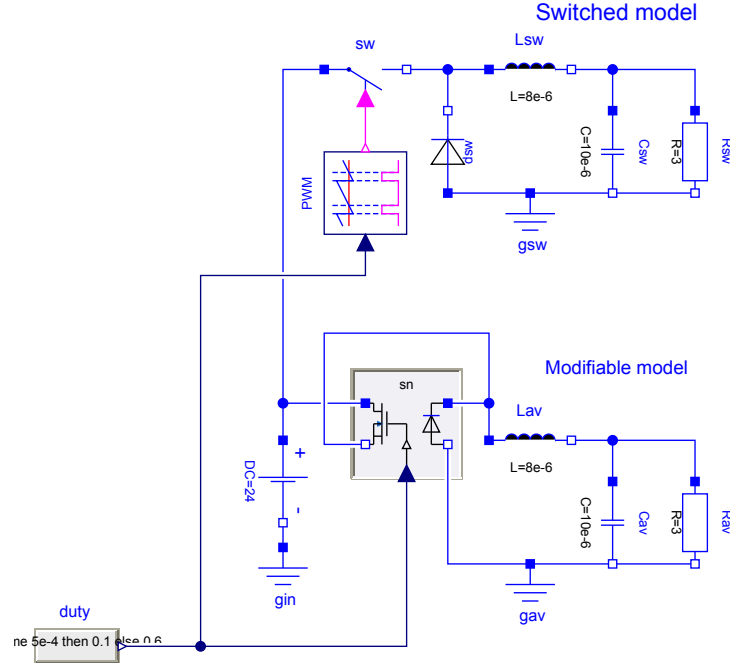 Switched model
sw
Lsw
L=8e-6
C=10e-6
Csw
R=3
Rsw
dsw
PWM
gsw
Modifiable model
sn
Lav
L=8e-6
C=10e-6
Cav
R=3
Rav
DC=24
+
-
gin
gav
duty
ne 5e-4 then 0.1 else 0.6